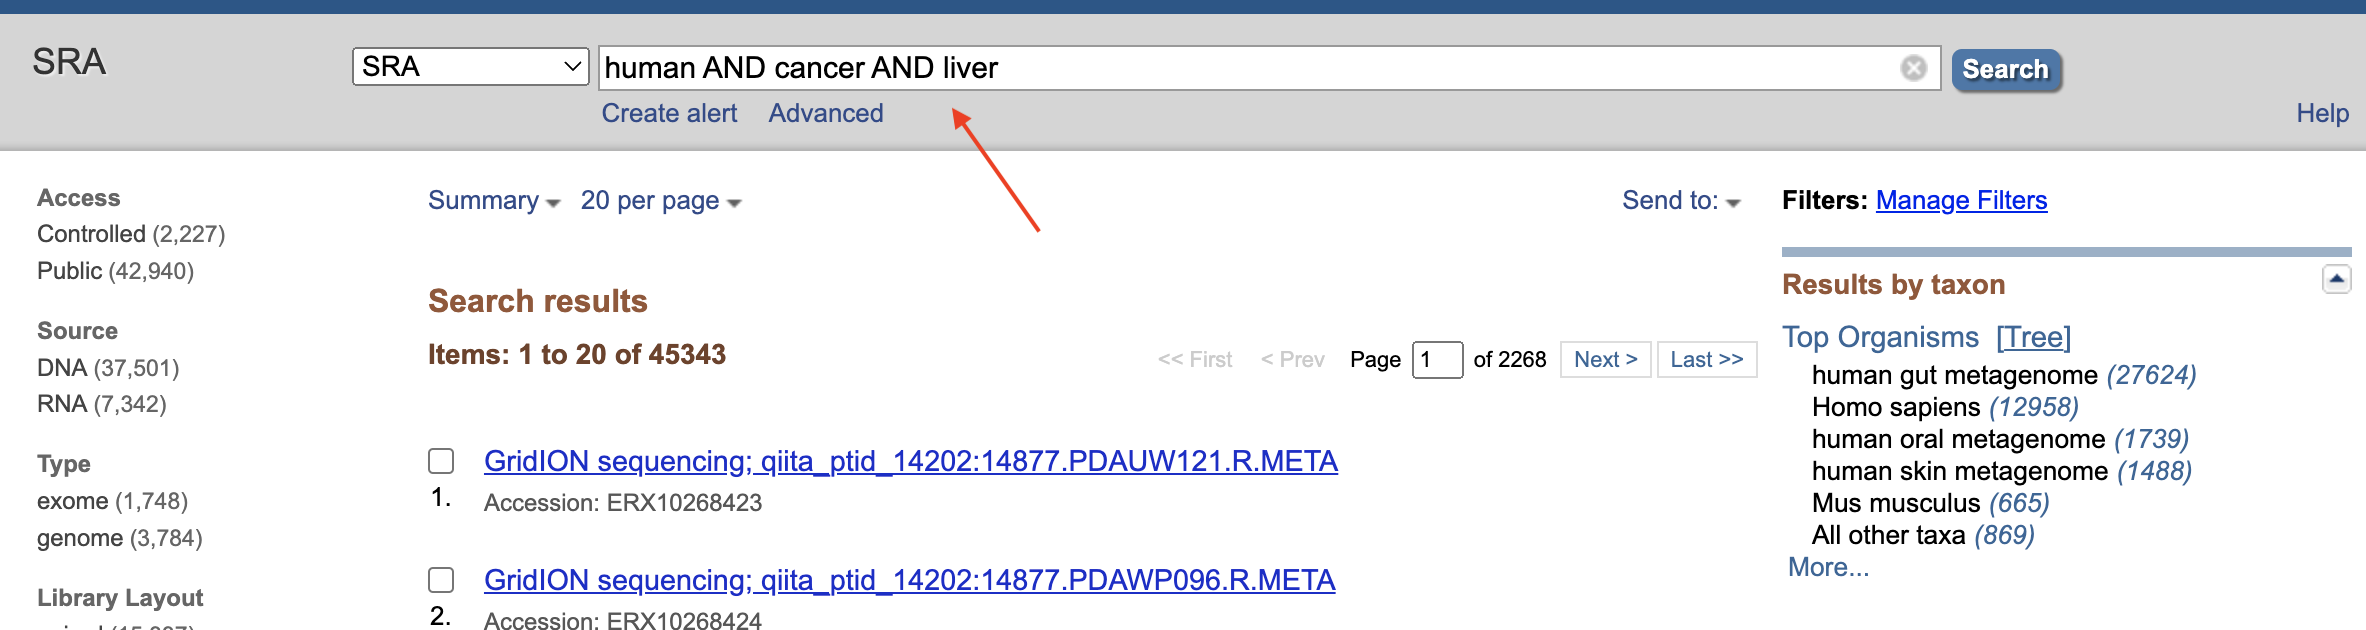 SRA
SRA
human AND cancer AND liver
Search
Create alert Advanced
Help
Access
Controlled (2,227)
Public (42,940)
Source
DNA (37,501)
RNA (7,342)
Type
exome (1,748)
genome (3,784)
Library Layout
Summary 20 per page
Send to:
Search results
Items: 1 to 20 of 45343
<< First < Prev Page 1 of 2268 Next > Last >>
GridION sequencing; qiita_ptid_14202:14877.PDAUW121.R.META
1. Accession: ERX10268423
GridION sequencing; qiita_ptid_14202:14877.PDAWP096.R.META
2. Accession: ERX10268424
Filters: Manage Filters
Results by taxon
Top Organisms [Tree]
human gut metagenome (27624)
Homo sapiens (12958)
human oral metagenome (1739)
human skin metagenome (1488)
Mus musculus (665)
All other taxa (869)
More...